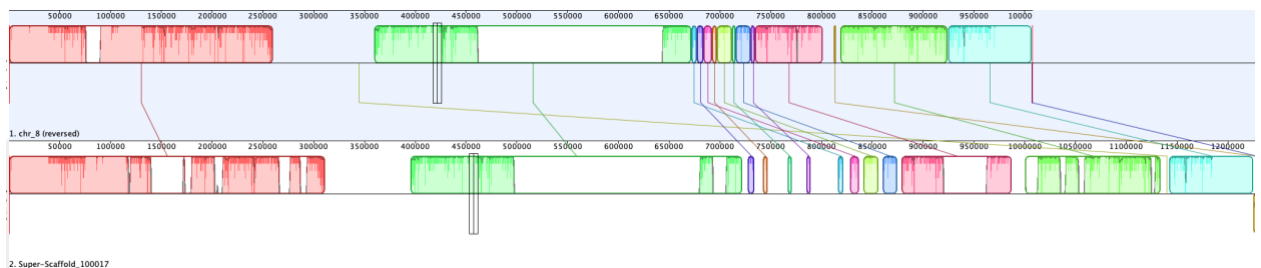 50000 100000 150000 200000 250000 300000 350000 400000 450000 500000 550000 600000 650000 700000 750000 800000 850000 900000 950000 10000
1. chr_8 (reversed)
50000 100000 150000 200000 250000 300000 350000 400000 450000 500000 550000 600000 650000 700000 750000 800000 850000 900000 950000 1000000 1050000 1100000 1150000 1200000
2. Super-Scaffold_100017